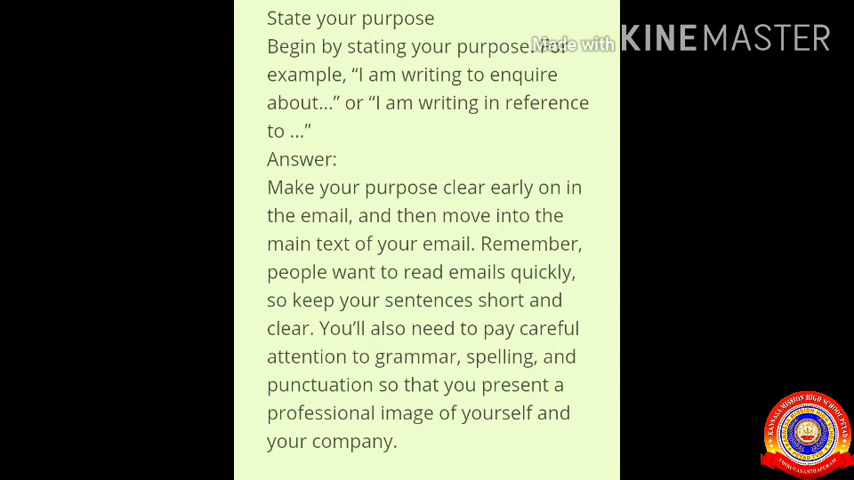 State your purpose
Begin by stating your purpose. For
example, “I am writing to enquire
about...” or “I am writing in reference
to ...”
Answer:
Make your purpose clear early on in
the email, and then move into the
main text of your email. Remember,
people want to read emails quickly,
so keep your sentences short and
clear. You’ll also need to pay careful
attention to grammar, spelling, and
punctuation so that you present a
professional image of yourself and
your company.
Made with KINEMASTER